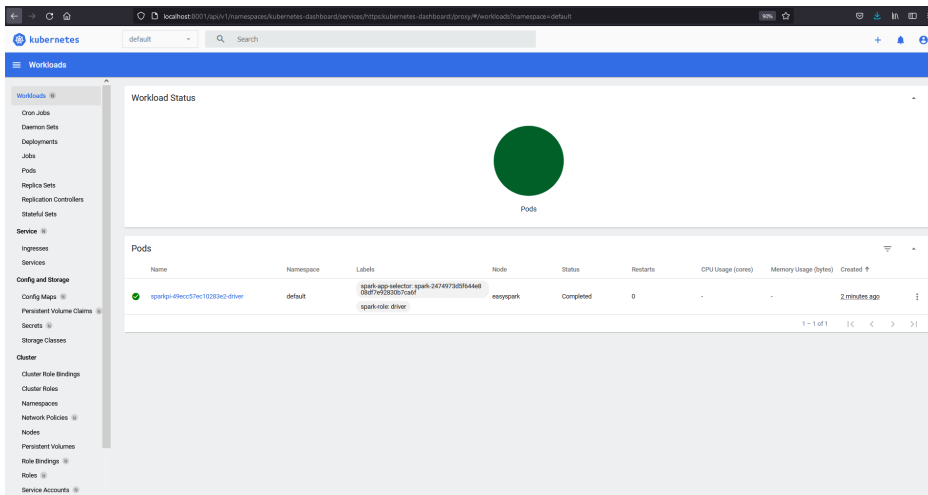 localhost:8001/api/v1/namespaces/kubernetes-dashboard/services/https:kubernetes-dashboard:/proxy/#/workloads?namespace=default
90%
kubernetes
default
Search
Workloads
Workloads N
Cron Jobs
Daemon Sets
Deployments
Jobs
Pods
Replica Sets
Replication Controllers
Stateful Sets
Service N
Ingresses
Services
Config and Storage
Config Maps N
Persistent Volume Claims N
Secrets N
Storage Classes
Cluster
Cluster Role Bindings
Cluster Roles
Namespaces
Network Policies N
Nodes
Persistent Volumes
Role Bindings N
Roles N
Service Accounts N
Workload Status
Pods
Pods
Name Namespace Labels Node Status Restarts CPU Usage (cores) Memory Usage (bytes) Created ↑
spark-app-selector: spark-2474973d5f644e8
08df7e92830b7ca6f
sparkpi-49ecc57ec10283e2-driver default easyspark Completed 0 - - 2 minutes ago
spark-role: driver
1 – 1 of 1